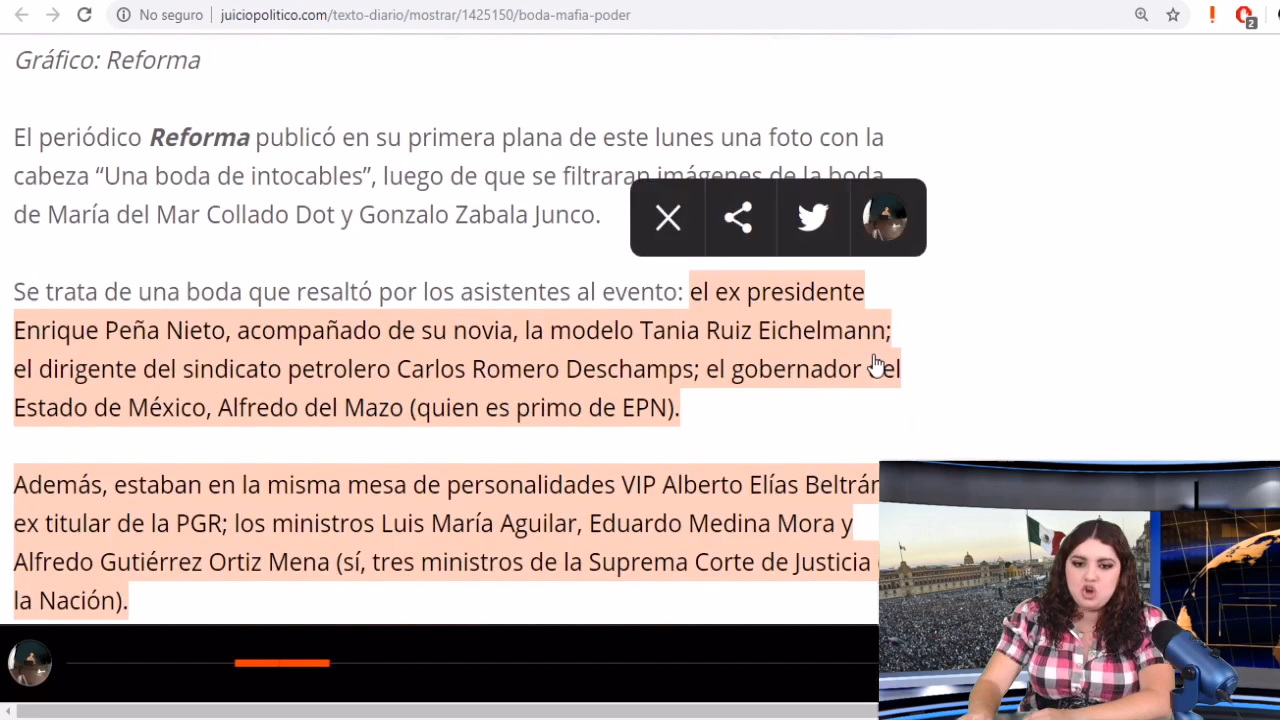 No seguro
juiciopolitico.com/texto-diario/mostrar/1425150/boda-mafia-poder
2
Gráfico: Reforma
El periódico Reforma publicó en su primera plana de este lunes una foto con la
cabeza “Una boda de intocables”, luego de que se filtraran imágenes de la boda
de María del Mar Collado Dot y Gonzalo Zabala Junco.
Se trata de una boda que resaltó por los asistentes al evento: el ex presidente
Enrique Peña Nieto, acompañado de su novia, la modelo Tania Ruiz Eichelmann;
el dirigente del sindicato petrolero Carlos Romero Deschamps; el gobernador del
Estado de México, Alfredo del Mazo (quien es primo de EPN).
Además, estaban en la misma mesa de personalidades VIP Alberto Elías Beltrán
ex titular de la PGR; los ministros Luis María Aguilar, Eduardo Medina Mora y
Alfredo Gutiérrez Ortiz Mena (sí, tres ministros de la Suprema Corte de Justicia
la Nación).